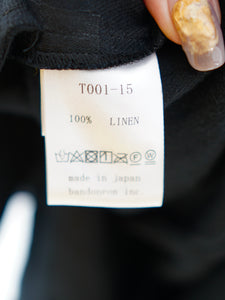 T001-15
100% LINEN
made in japan
bandoneon inc